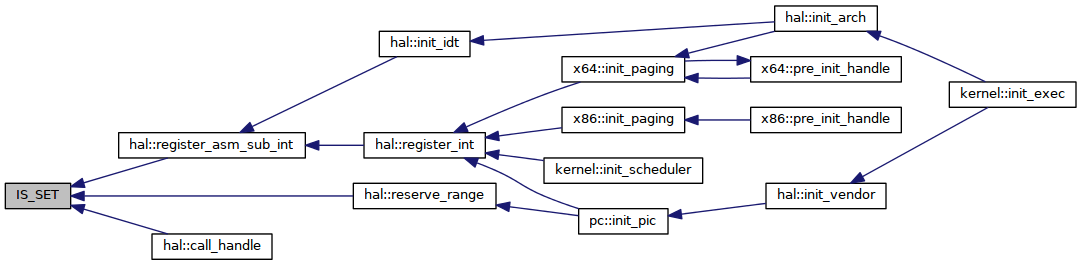 IS_SET
hal::register_asm_sub_int
hal::reserve_range
hal::call_handle
hal::init_idt
hal::register_int
x64::init_paging
x86::init_paging
kernel::init_scheduler
pc::init_pic
hal::init_arch
x64::pre_init_handle
x86::pre_init_handle
hal::init_vendor
kernel::init_exec